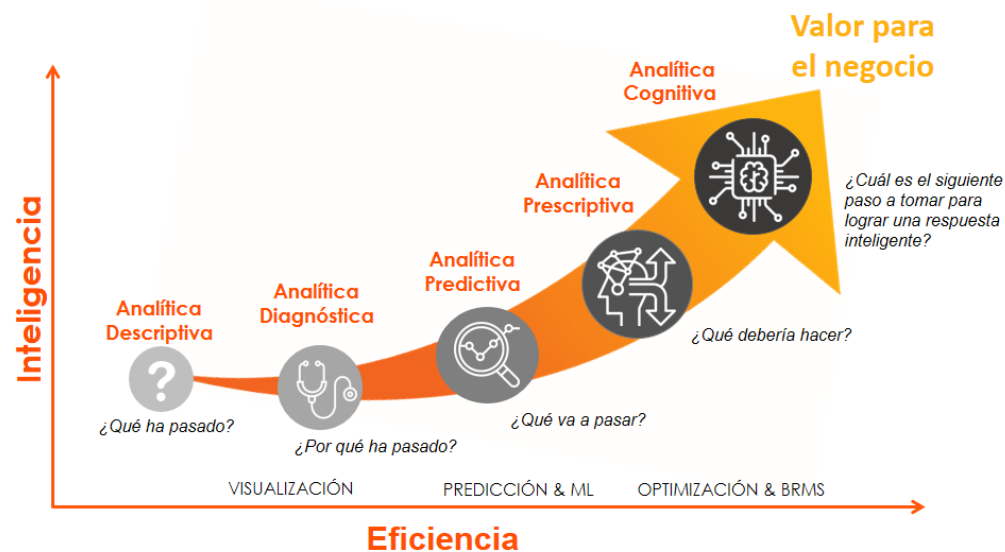 Valor para
el negocio
Analítica
Cognitiva
¿Cuál es el siguiente
paso a tomar para
lograr una respuesta
inteligente?
Analítica
Prescriptiva
¿Qué debería hacer?
Analítica
Predictiva
¿Qué va a pasar?
Analítica
Diagnóstica
¿Por qué ha pasado?
Analítica
Descriptiva
?
¿Qué ha pasado?
Inteligencia
VISUALIZACIÓN
PREDICCIÓN & ML
OPTIMIZACIÓN & BRMS
Eficiencia